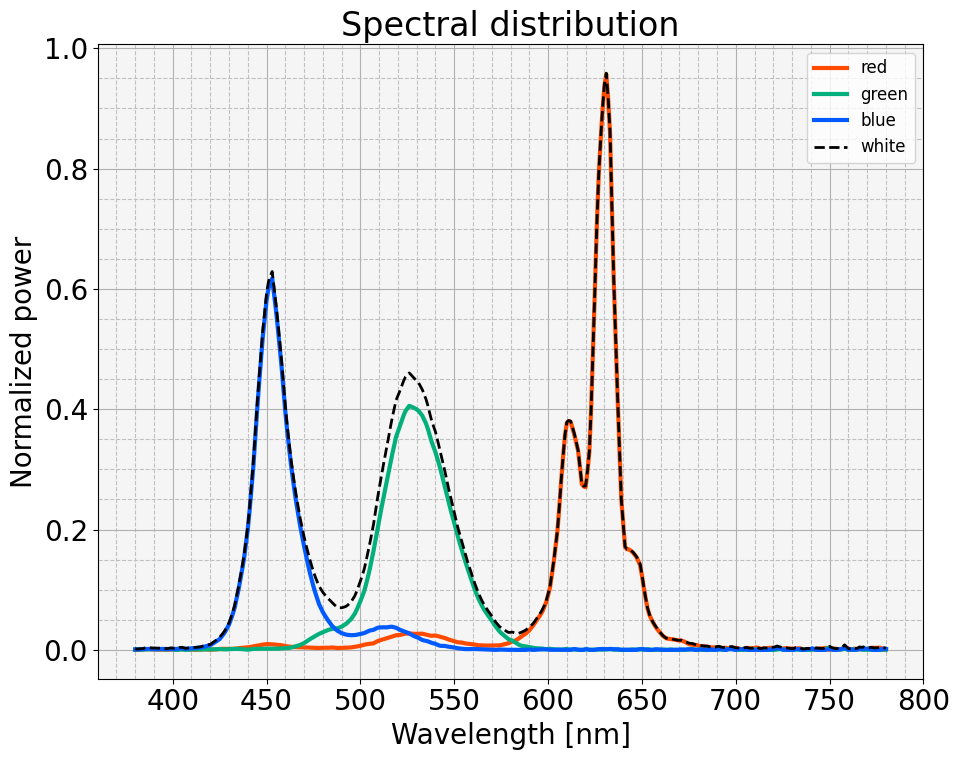 Spectral distribution
1.0
0.8
0.6
0.4
0.2
0.0
Normalized power
red
green
blue
white
400 450 500 550 600 650 700 750 800
Wavelength [nm]